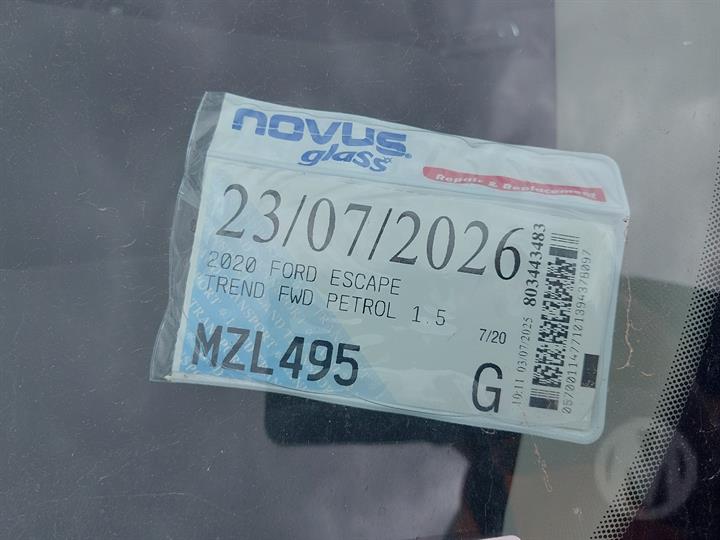 novus
glass
Repair & Replacement
23/07/2026
2020 FORD ESCAPE
TREND FWD PETROL 1.5
7/20
MZL495
G
10:11 03/07/2025
803443483